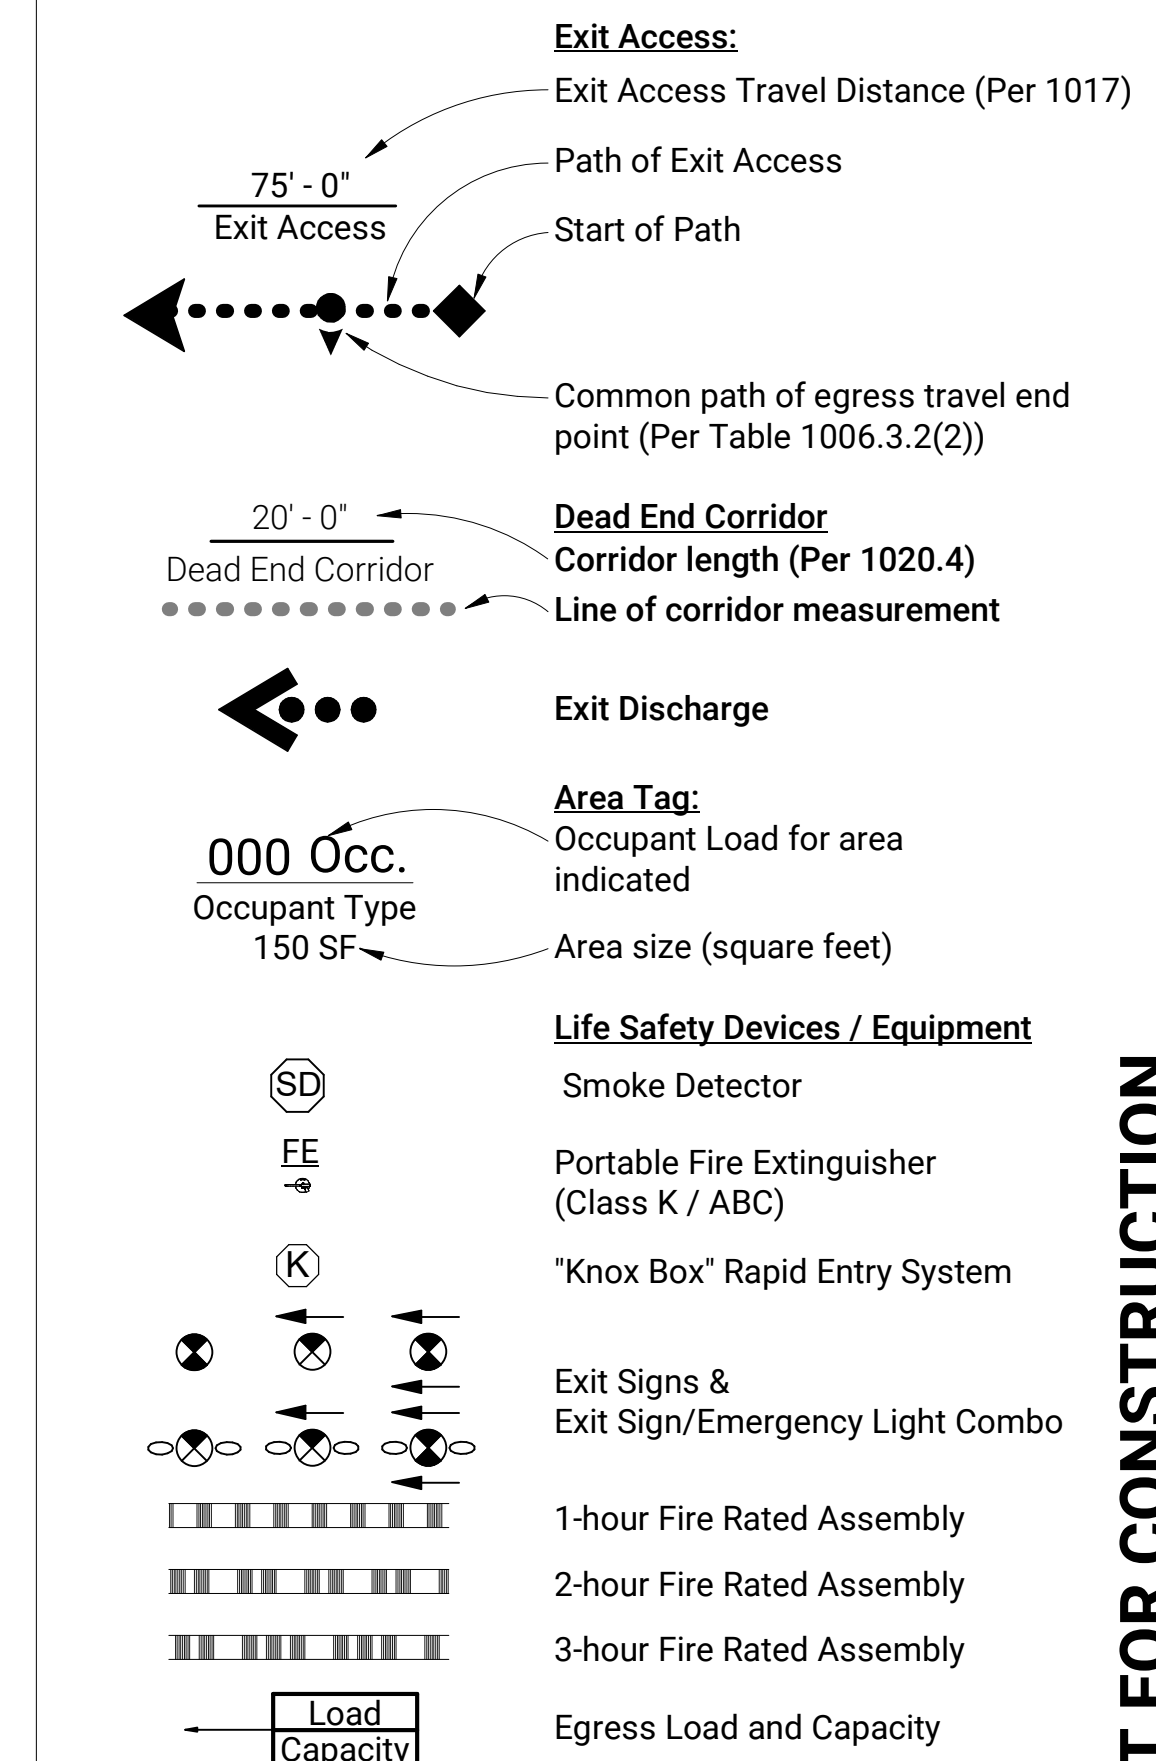 Exit Access:
Exit Access Travel Distance (Per 1017)
75' - 0"
Exit Access
Path of Exit Access
Start of Path
Common path of egress travel end
point (Per Table 1006.3.2(2))
20' - 0"
Dead End Corridor
Dead End Corridor
Corridor length (Per 1020.4)
Line of corridor measurement
Exit Discharge
Area Tag:
000 Occ.
Occupant Type
150 SF
Occupant Load for area
indicated
Area size (square feet)
Life Safety Devices / Equipment
SD
Smoke Detector
FE
Portable Fire Extinguisher
(Class K / ABC)
K
"Knox Box" Rapid Entry System
Exit Signs &
Exit Sign/Emergency Light Combo
1-hour Fire Rated Assembly
2-hour Fire Rated Assembly
3-hour Fire Rated Assembly
Load
Capacity
Egress Load and Capacity
T FOR CONSTRUCTION